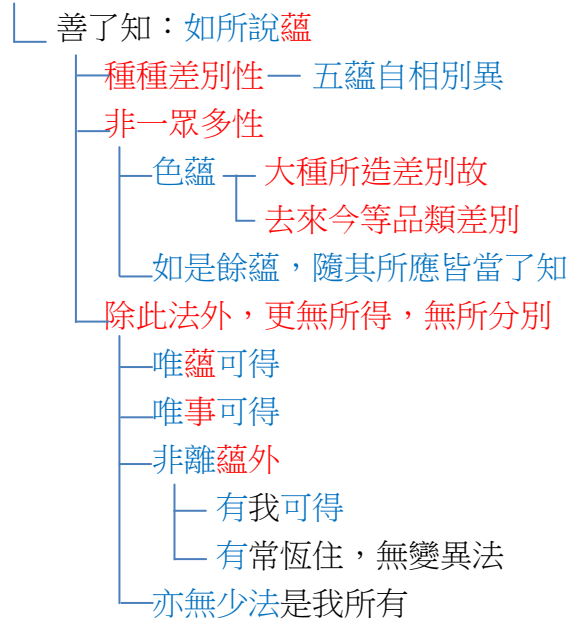 善了知：如所說蘊
種種差別性— 五蘊自相別異
非一眾多性
色蘊 大種所造差別故
去來今等品類差別
如是餘蘊，隨其所應皆當了知
除此法外，更無所得，無所分別
唯蘊可得
唯事可得
非離蘊外
有我可得
有常恆住，無變異法
亦無少法是我所有